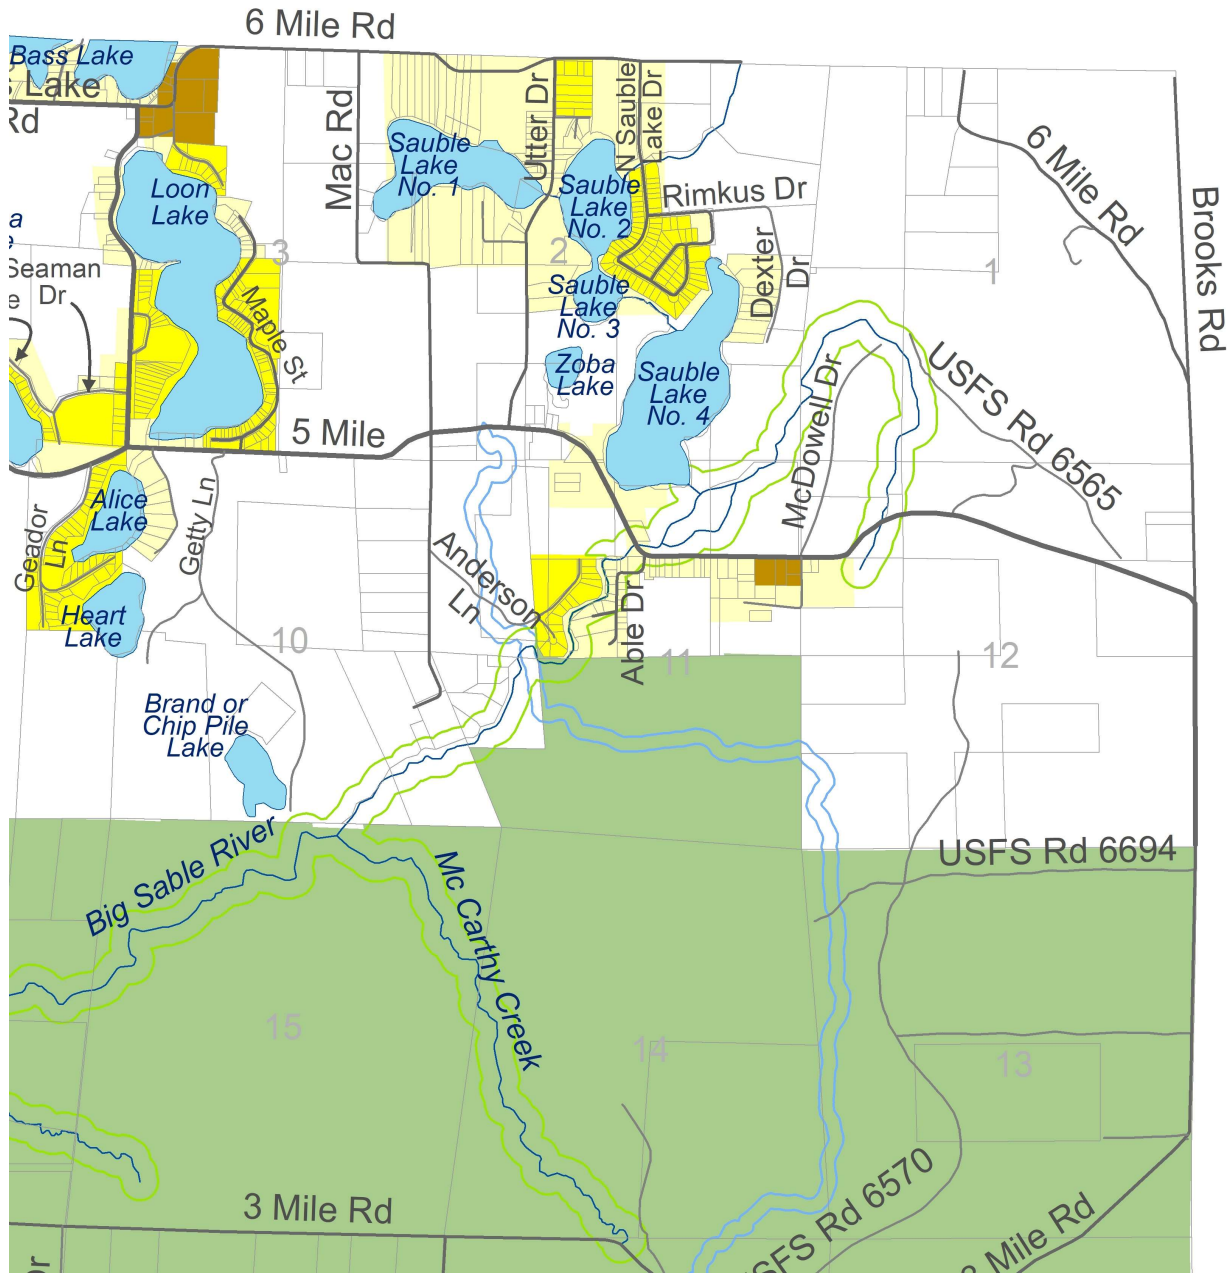 6 Mile Rd
Bass Lake
Lake
Rd
Mac Rd
Utter Dr
N Sauble
Lake Dr
Sauble
Lake
No. 1
Sauble
Lake
No. 2
Rimkus Dr
6 Mile Rd
Brooks Rd
Loon
Lake
a
e
3
2
1
Dexter
Dr
Seaman
Dr
e
Maple St
Sauble
Lake
No. 3
Zoba
Lake
Sauble
Lake
No. 4
McDowell Dr
USFS Rd 6565
5 Mile
Alice
Lake
Geador
Ln
Getty Ln
Anderson
Ln
Able Dr
Heart
Lake
10
11
12
Brand or
Chip Pile
Lake
Big Sable River
Mc Carthy Creek
USFS Rd 6694
15
14
13
3 Mile Rd
SFS Rd 6570
Mile Rd
Dr